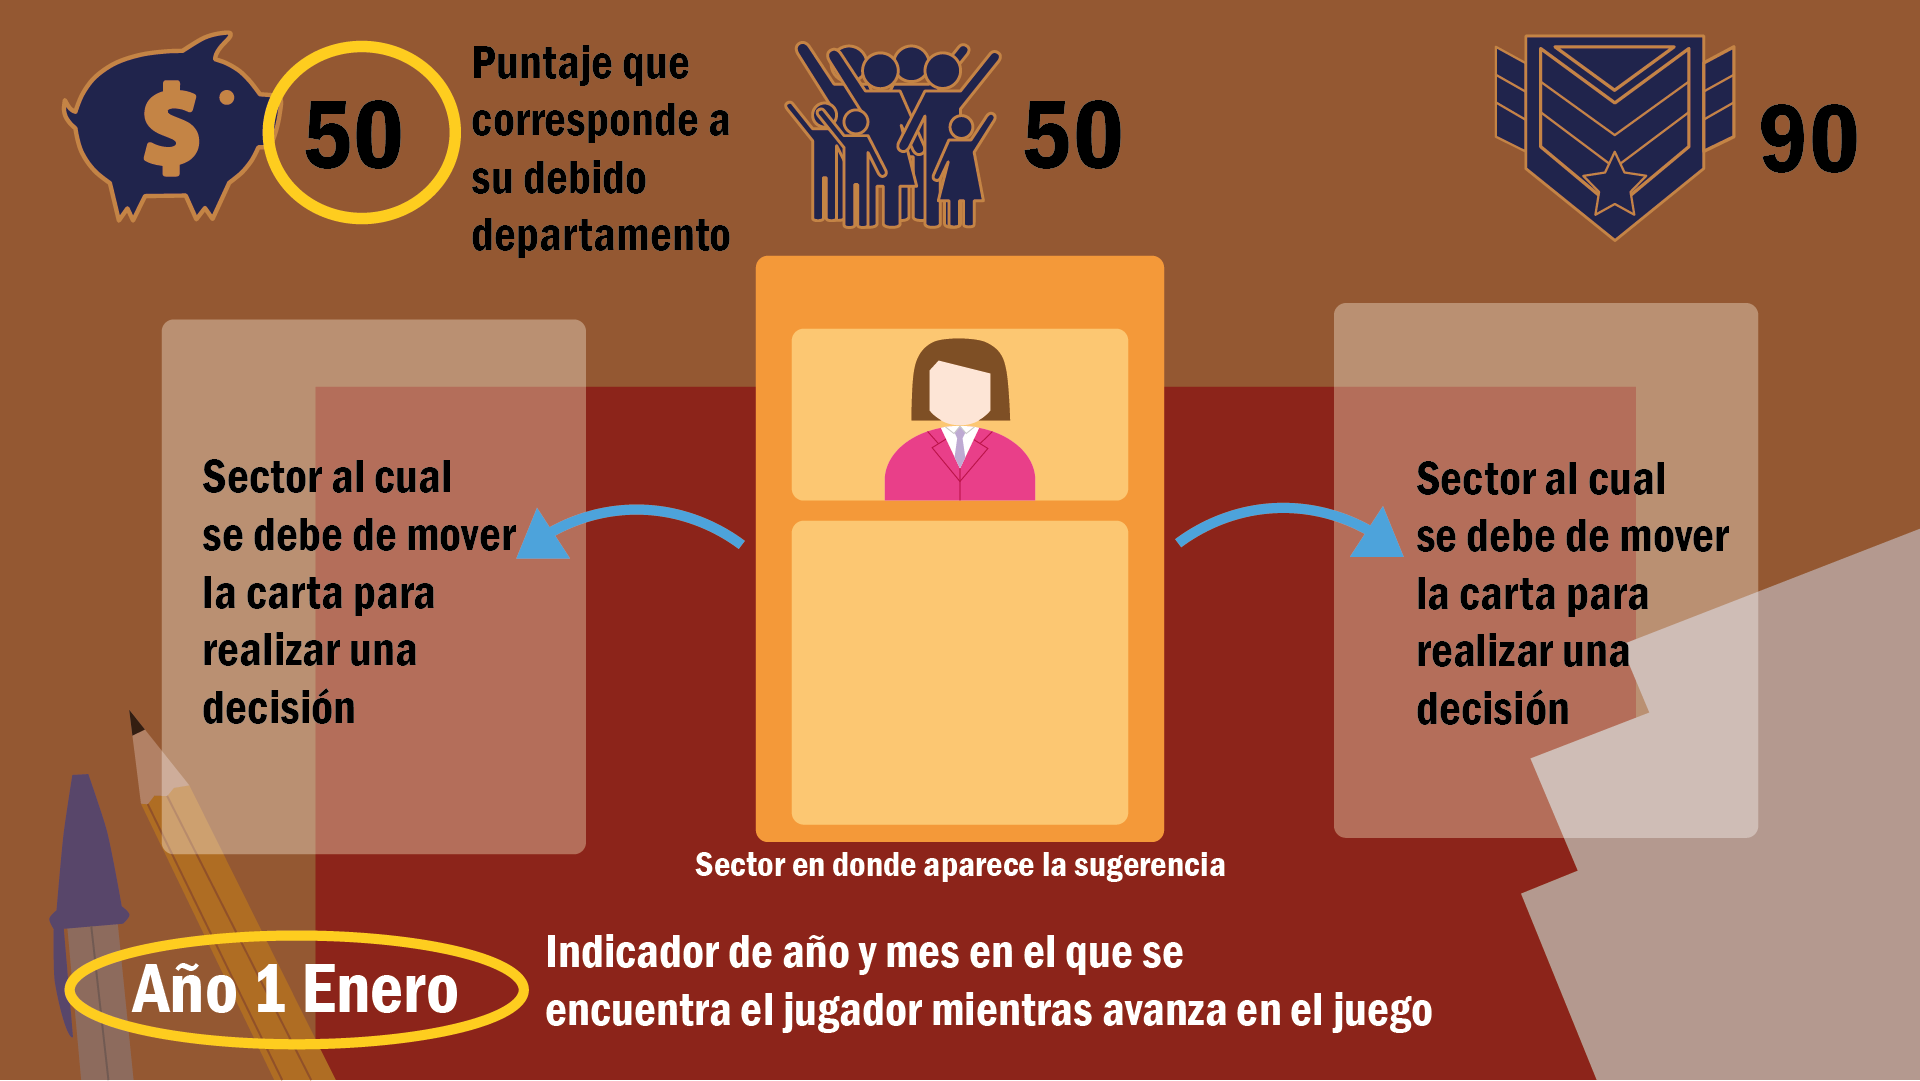 50
Puntaje que
corresponde a
su debido
departamento
50
90
Sector al cual
se debe de mover
la carta para
realizar una
decisión
Sector al cual
se debe de mover
la carta para
realizar una
decisión
Sector en donde aparece la sugerencia
Año 1 Enero
Indicador de año y mes en el que se
encuentra el jugador mientras avanza en el juego